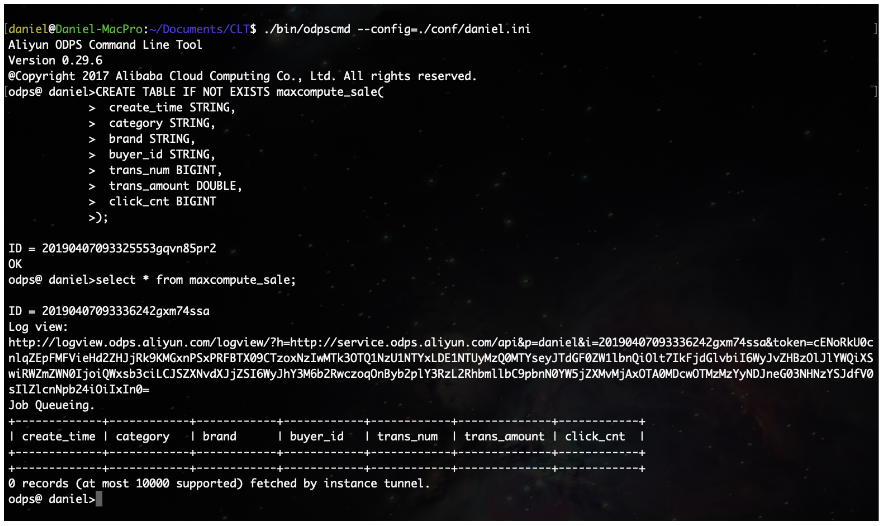 [daniel@Daniel-MacPro:~/Documents/CLT$ ./bin/odpscmd --config=./conf/daniel.ini ]
Aliyun ODPS Command Line Tool
Version 0.29.6
@Copyright 2017 Alibaba Cloud Computing Co., Ltd. All rights reserved.
[odps@ daniel>CREATE TABLE IF NOT EXISTS maxcompute_sale( ]
> create_time STRING,
> category STRING,
> brand STRING,
> buyer_id STRING,
> trans_num BIGINT,
> trans_amount DOUBLE,
> click_cnt BIGINT
>);
ID = 20190407093325553gqvn85pr2
OK
odps@ daniel>select * from maxcompute_sale;
ID = 20190407093336242gxm74ssa
Log view:
http://logview.odps.aliyun.com/logview/?h=http://service.odps.aliyun.com/api&p=daniel&i=20190407093336242gxm74ssa&token=cENoRkU0c
nlqZEpFMFVieHd2ZHJjRk9KMGxnPSxPRFBTX09CTzoxNzIwMTk3OTQ1NzU1NTYxLDE1NTUyMzQ0MTYseyJTdGF0ZW1lbnQiOlt7IkFjdGlvbiI6WyJvZHBzOlJlYWQiXS
wiRWZmZWN0IjoiQWxsb3ciLCJSZXNvdXJjZSI6WyJhY3M6b2RwczoqOnByb2plY3RzL2RhbmllbC9pbnN0YW5jZXMvMjAxOTA0MDcwOTMzMzYyNDJneG03NHNzYSJdfV0
sIlZlcnNpb24iOiIxIn0=
Job Queueing.
+------------+------------+------------+------------+------------+--------------+------------+
| create_time | category | brand | buyer_id | trans_num | trans_amount | click_cnt |
+------------+------------+------------+------------+------------+--------------+------------+
+------------+------------+------------+------------+------------+--------------+------------+
0 records (at most 10000 supported) fetched by instance tunnel.
odps@ daniel>